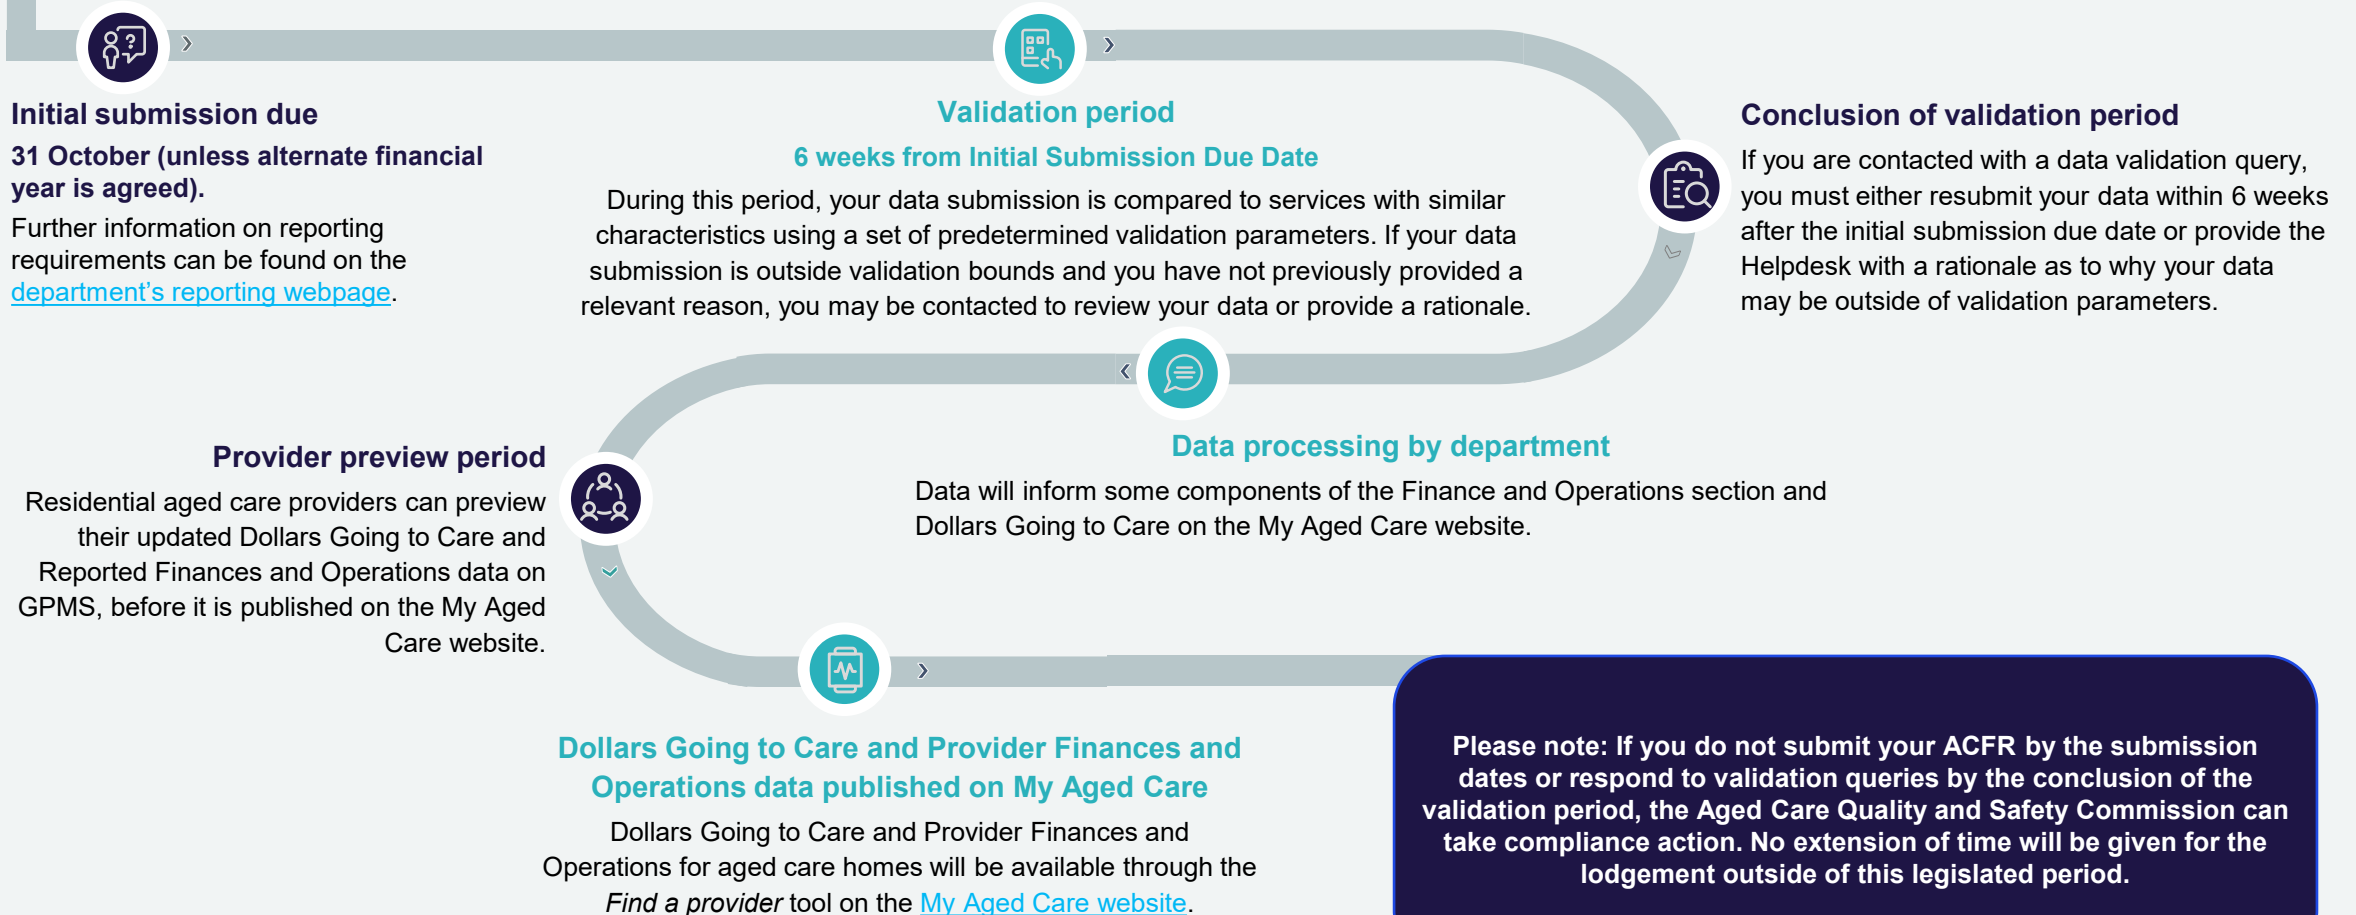 Initial submission due
31 October (unless alternate financial
year is agreed).
Further information on reporting
requirements can be found on the
department's reporting webpage.
Validation period
6 weeks from Initial Submission Due Date
During this period, your data submission is compared to services with similar
characteristics using a set of predetermined validation parameters. If your data
submission is outside validation bounds and you have not previously provided a
relevant reason, you may be contacted to review your data or provide a rationale.
Conclusion of validation period
If you are contacted with a data validation query,
you must either resubmit your data within 6 weeks
after the initial submission due date or provide the
Helpdesk with a rationale as to why your data
may be outside of validation parameters.
Data processing by department
Data will inform some components of the Finance and Operations section and
Dollars Going to Care on the My Aged Care website.
Provider preview period
Residential aged care providers can preview
their updated Dollars Going to Care and
Reported Finances and Operations data on
GPMS, before it is published on the My Aged
Care website.
Dollars Going to Care and Provider Finances and
Operations data published on My Aged Care
Dollars Going to Care and Provider Finances and
Operations for aged care homes will be available through the
Find a provider tool on the My Aged Care website.
Please note: If you do not submit your ACFR by the submission
dates or respond to validation queries by the conclusion of the
validation period, the Aged Care Quality and Safety Commission can
take compliance action. No extension of time will be given for the
lodgement outside of this legislated period.